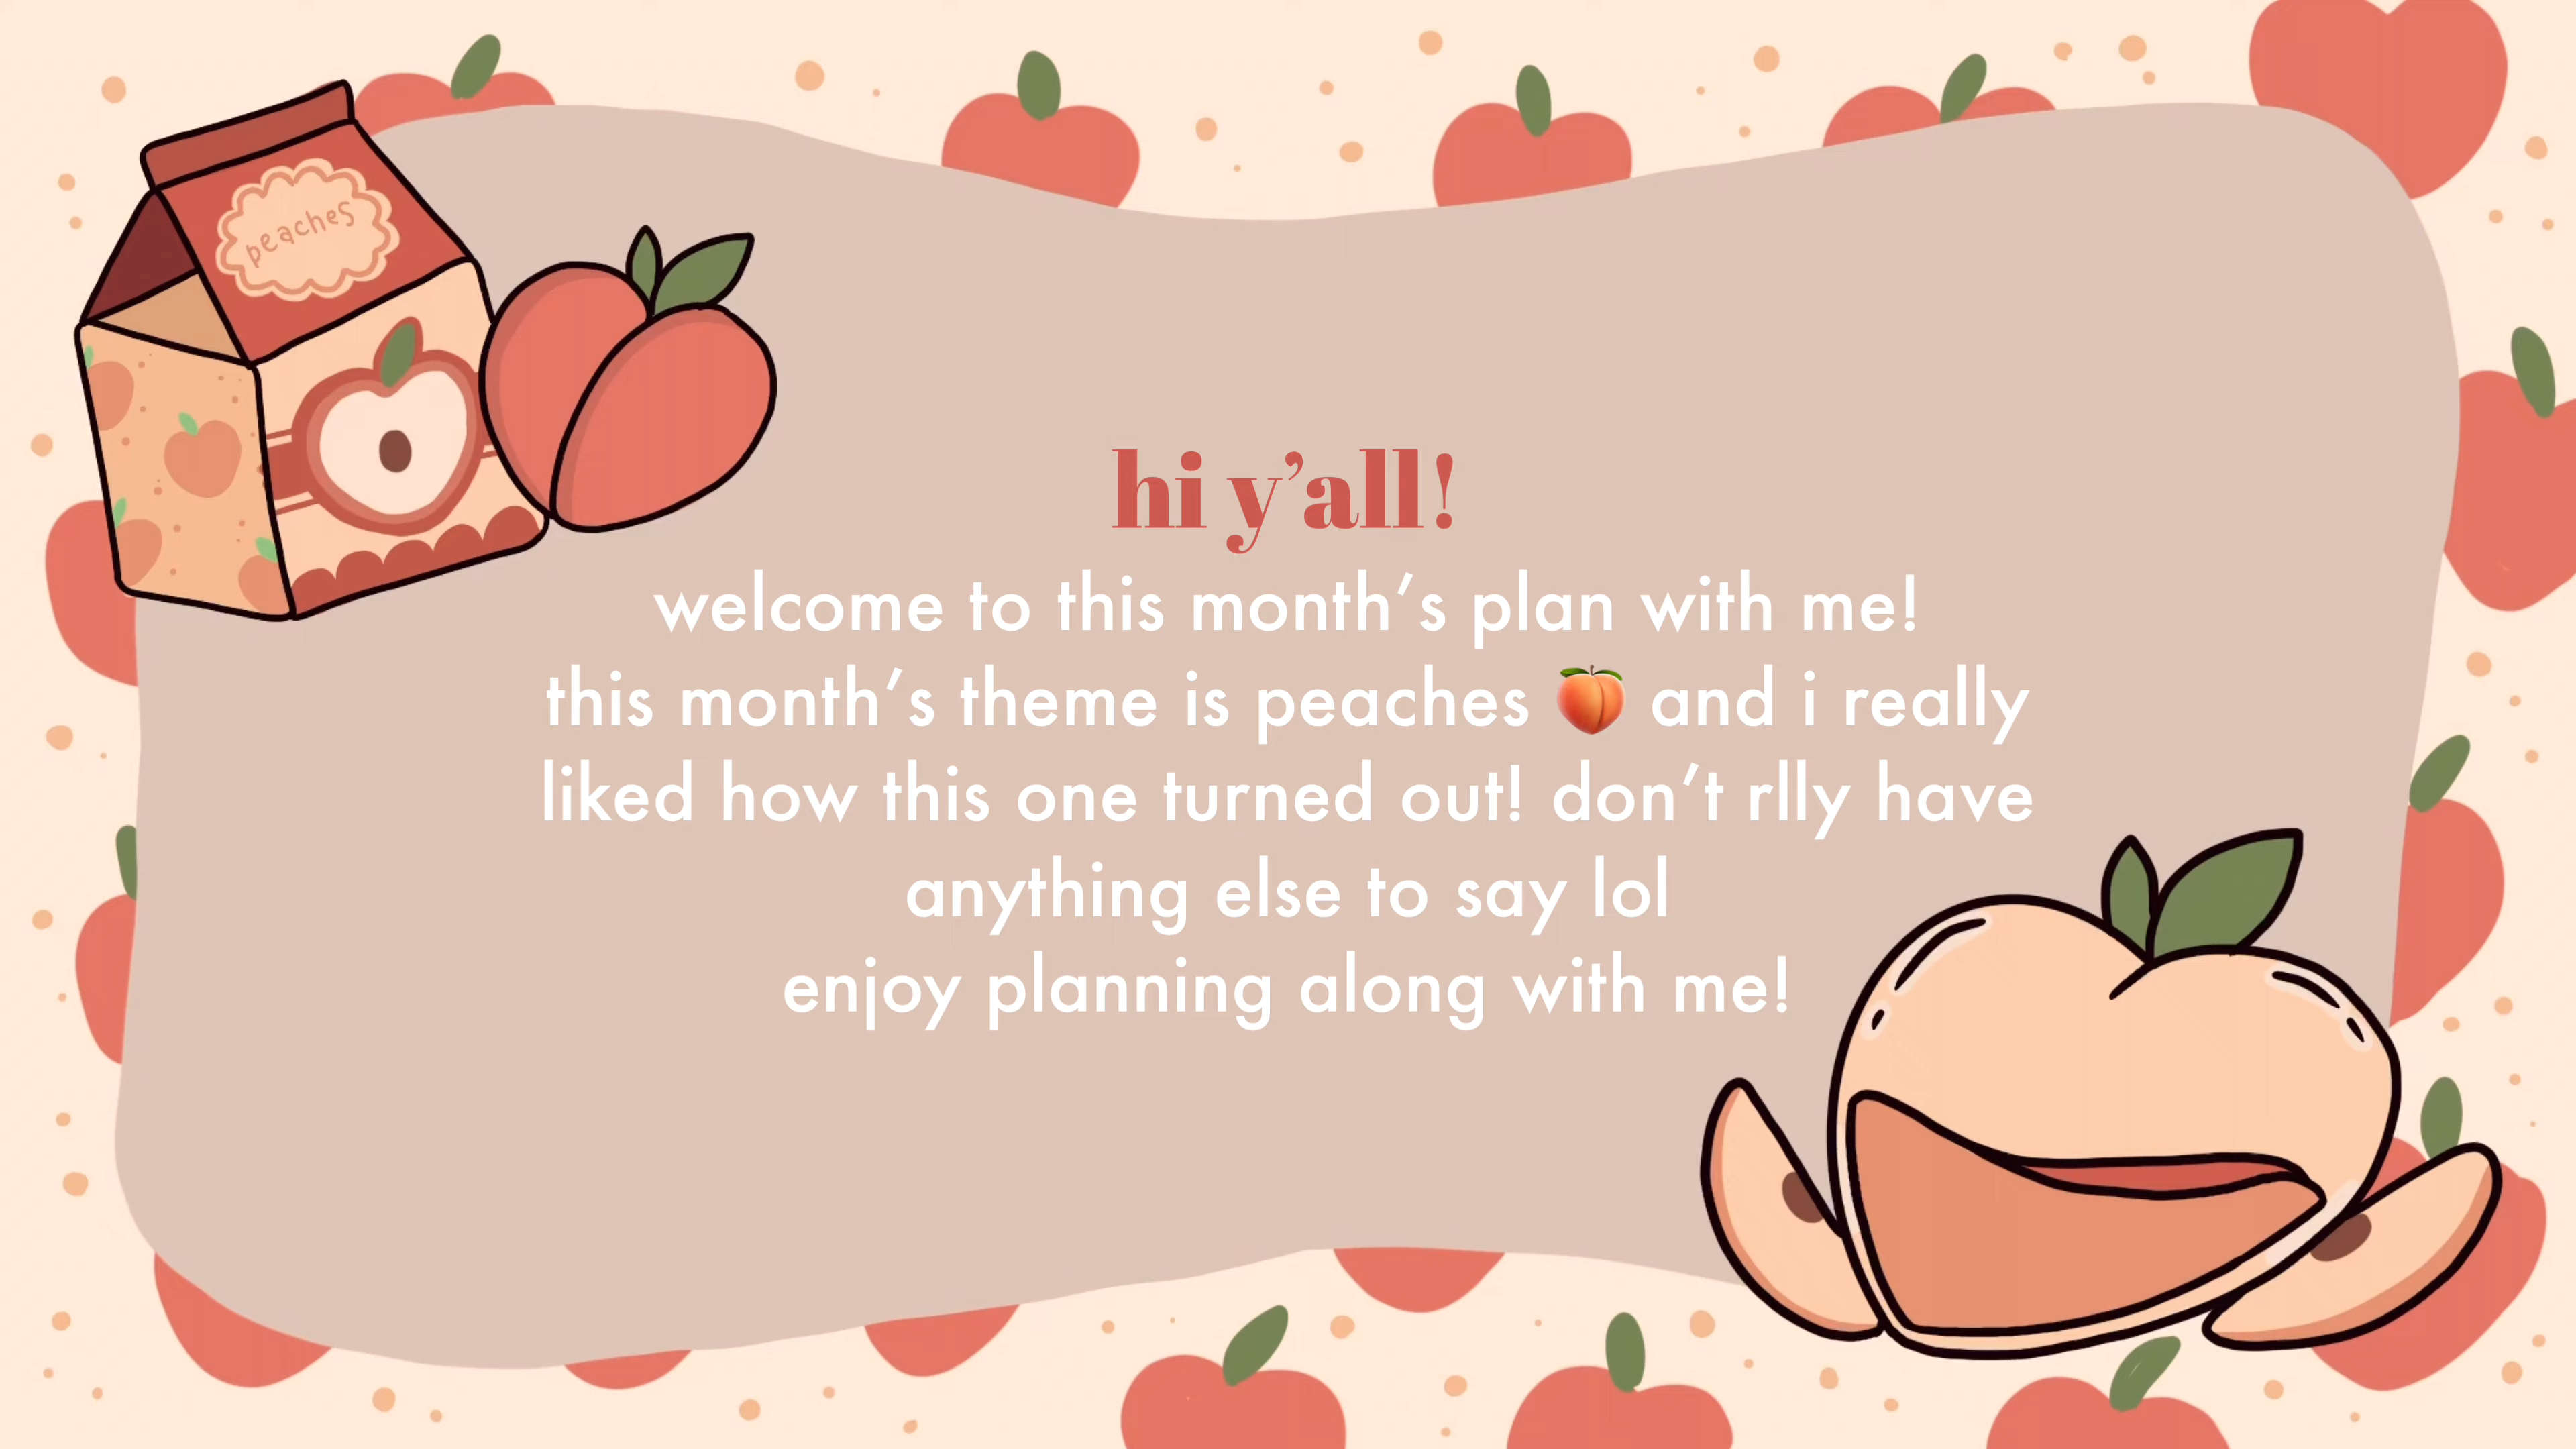 peaches
hi y’all!
welcome to this month’s plan with me!
this month’s theme is peaches 🍑 and i really
liked how this one turned out! don’t rlly have
anything else to say lol
enjoy planning along with me!